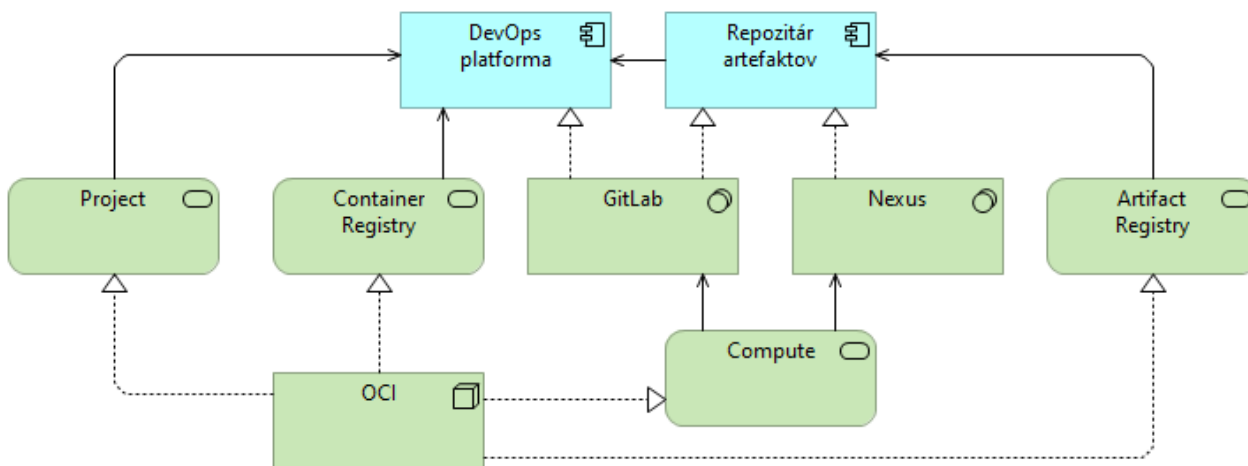 DevOps
platforma
Repozitár
artefaktov
Project
Container
Registry
GitLab
Nexus
Artifact
Registry
Compute
OCI